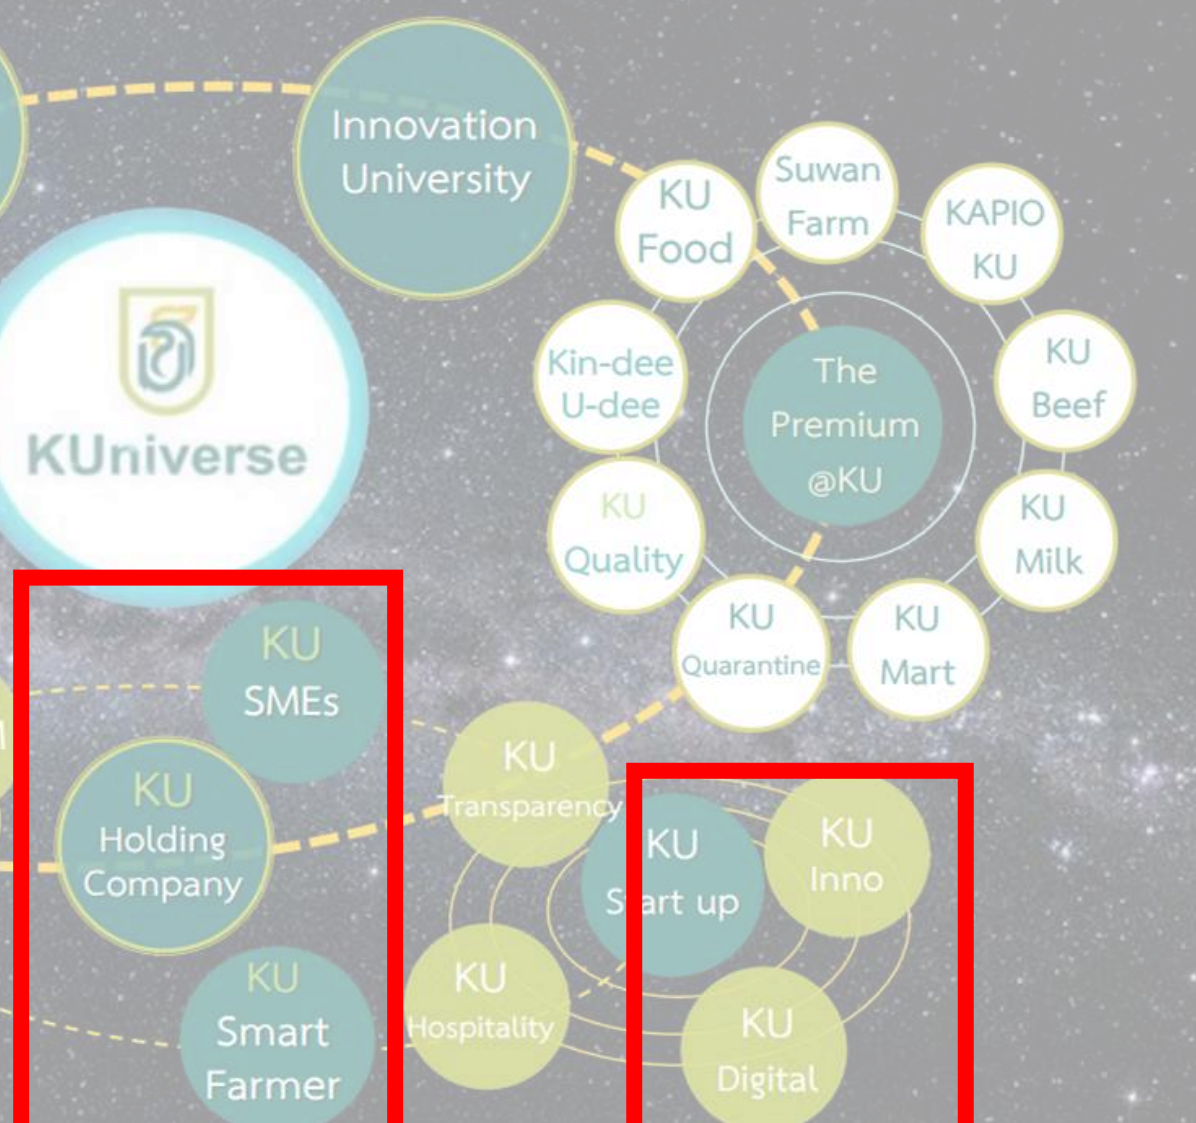 Innovation
University
KU
Food
Suwan
Farm
KAPIO
KU
KU
Beef
KU
Milk
KU
Mart
KU
Quarantine
KU
Quality
Kin-dee
U-dee
The
Premium
@KU
KUniverse
KU
SMEs
KU
Holding
Company
KU
Smart
Farmer
KU
Transparency
KU
Hospitality
KU
Start up
KU
Inno
KU
Digital